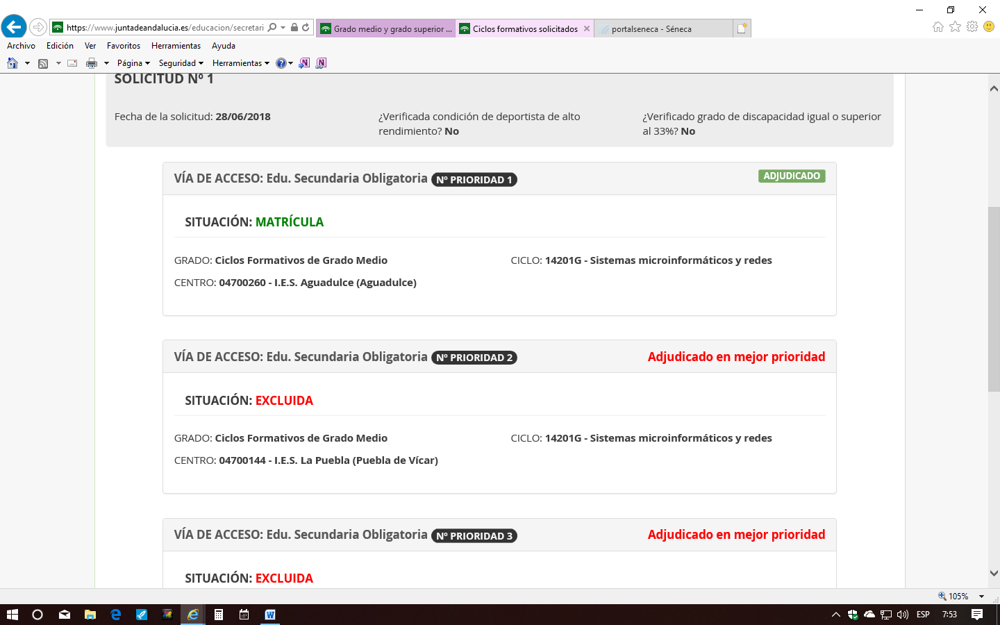 https://www.juntadeandalucia.es/educacion/secretari
Grado medio y grado superior ...
Ciclos formativos solicitados
portalseneca - Séneca
Archivo Edición Ver Favoritos Herramientas Ayuda
Página Seguridad Herramientas
SOLICITUD Nº 1
Fecha de la solicitud: 28/06/2018
¿Verificada condición de deportista de alto
rendimiento? No
¿Verificado grado de discapacidad igual o superior
al 33%? No
VÍA DE ACCESO: Edu. Secundaria Obligatoria Nº PRIORIDAD 1
ADJUDICADO
SITUACIÓN: MATRÍCULA
GRADO: Ciclos Formativos de Grado Medio
CICLO: 14201G - Sistemas microinformáticos y redes
CENTRO: 04700260 - I.E.S. Aguadulce (Aguadulce)
VÍA DE ACCESO: Edu. Secundaria Obligatoria Nº PRIORIDAD 2
Adjudicado en mejor prioridad
SITUACIÓN: EXCLUIDA
GRADO: Ciclos Formativos de Grado Medio
CICLO: 14201G - Sistemas microinformáticos y redes
CENTRO: 04700144 - I.E.S. La Puebla (Puebla de Vícar)
VÍA DE ACCESO: Edu. Secundaria Obligatoria Nº PRIORIDAD 3
Adjudicado en mejor prioridad
SITUACIÓN: EXCLUIDA
105%
ESP 7:53